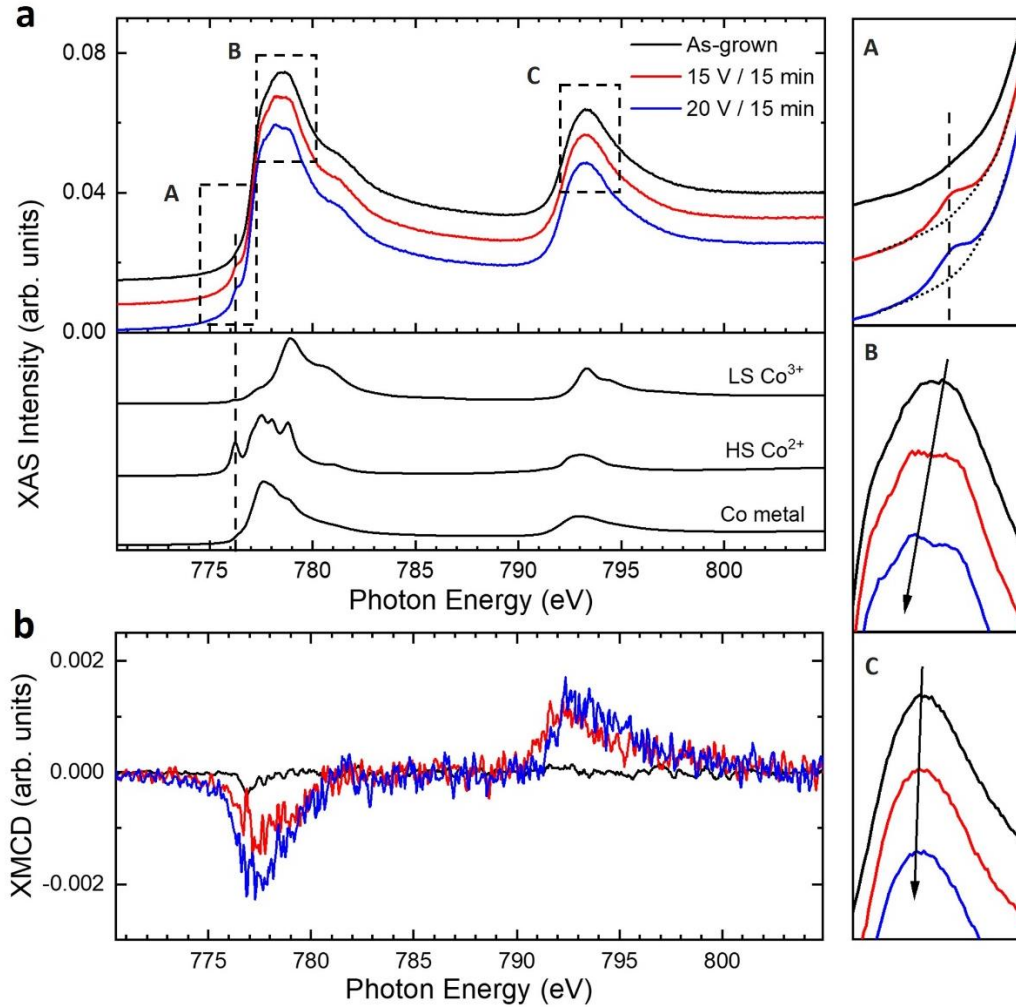 a
B
C
A
As-grown
15 V / 15 min
20 V / 15 min
0.08
0.04
0.00
XAS Intensity (arb. units)
LS Co³⁺
HS Co²⁺
Co metal
775 780 785 790 795 800
Photon Energy (eV)
A
B
C
b
0.002
0.000
-0.002
XMCD (arb. units)
775 780 785 790 795 800
Photon Energy (eV)